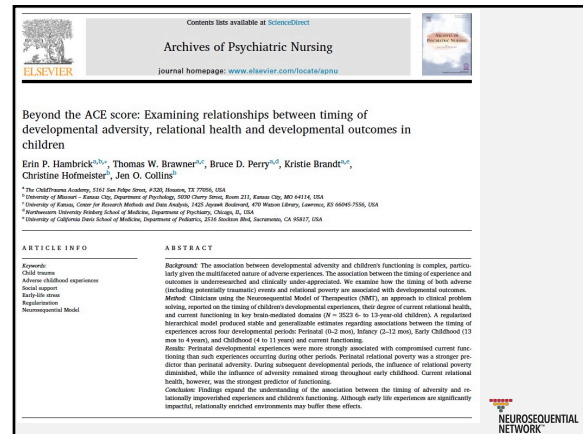 Contents lists available at ScienceDirect
Archives of Psychiatric Nursing
journal homepage: www.elsevier.com/locate/apnu
ELSEVIER
ARCHIVES OF
PSYCHIATRIC NURSING
Beyond the ACE score: Examining relationships between timing of
developmental adversity, relational health and developmental outcomes in
children
Erin P. Hambrick a,b,*, Thomas W. Brawner a,c, Bruce D. Perry a,d, Kristie Brandt a,e,
Christine Hofmeister b, Jen O. Collins b
a The ChildTrauma Academy, 5161 San Felipe Street, #320, Houston, TX 77056, USA
b University of Missouri – Kansas City, Department of Psychology, 5030 Cherry Street, Room 211, Kansas City, MO 64114, USA
c University of Kansas, Center for Research Methods and Data Analysis, 1425 Jayawk Boulevard, 470 Watson Library, Lawrence, KS 66045-7556, USA
d Northwestern University Feinberg School of Medicine, Department of Psychiatry, Chicago, IL, USA
e University of California Davis School of Medicine, Department of Pediatrics, 2516 Stockton Blvd, Sacramento, CA 95817, USA
ARTICLE INFO
Keywords:
Child trauma
Adverse childhood experiences
Social support
Early-life stress
Regularization
Neurosequential Model
ABSTRACT
Background: The association between developmental adversity and children's functioning is complex, particularly
given the multifaceted nature of adverse experiences. The association between the timing of experience and
outcomes is underresearched and clinically under-appreciated. We examine how the timing of both adverse
(including potentially traumatic) events and relational poverty are associated with developmental outcomes.
Method: Clinicians using the Neurosequential Model of Therapeutics (NMT), an approach to clinical problem
solving, reported on the timing of children's developmental experiences, their degree of current relational health,
and current functioning in key brain-mediated domains (N = 3523 6- to 13-year-old children). A regularized
hierarchical model produced stable and generalizable estimates regarding associations between the timing of
experiences across four developmental periods: Perinatal (0–2 mos), Infancy (2–12 mos), Early Childhood (13
mos to 4 years), and Childhood (4 to 11 years) and current functioning.
Results: Perinatal developmental experiences were more strongly associated with compromised current functioning
than such experiences occurring during other periods. Perinatal relational poverty was a stronger predictor
than perinatal adversity. During subsequent developmental periods, the influence of relational poverty
diminished, while the influence of adversity remained strong throughout early childhood. Current relational
health, however, was the strongest predictor of functioning.
Conclusion: Findings expand the understanding of the association between the timing of adversity and relationally
impoverished experiences and children's functioning. Although early life experiences are significantly
impactful, relationally enriched environments may buffer these effects.
NEUROSEQUENTIAL
NETWORK™